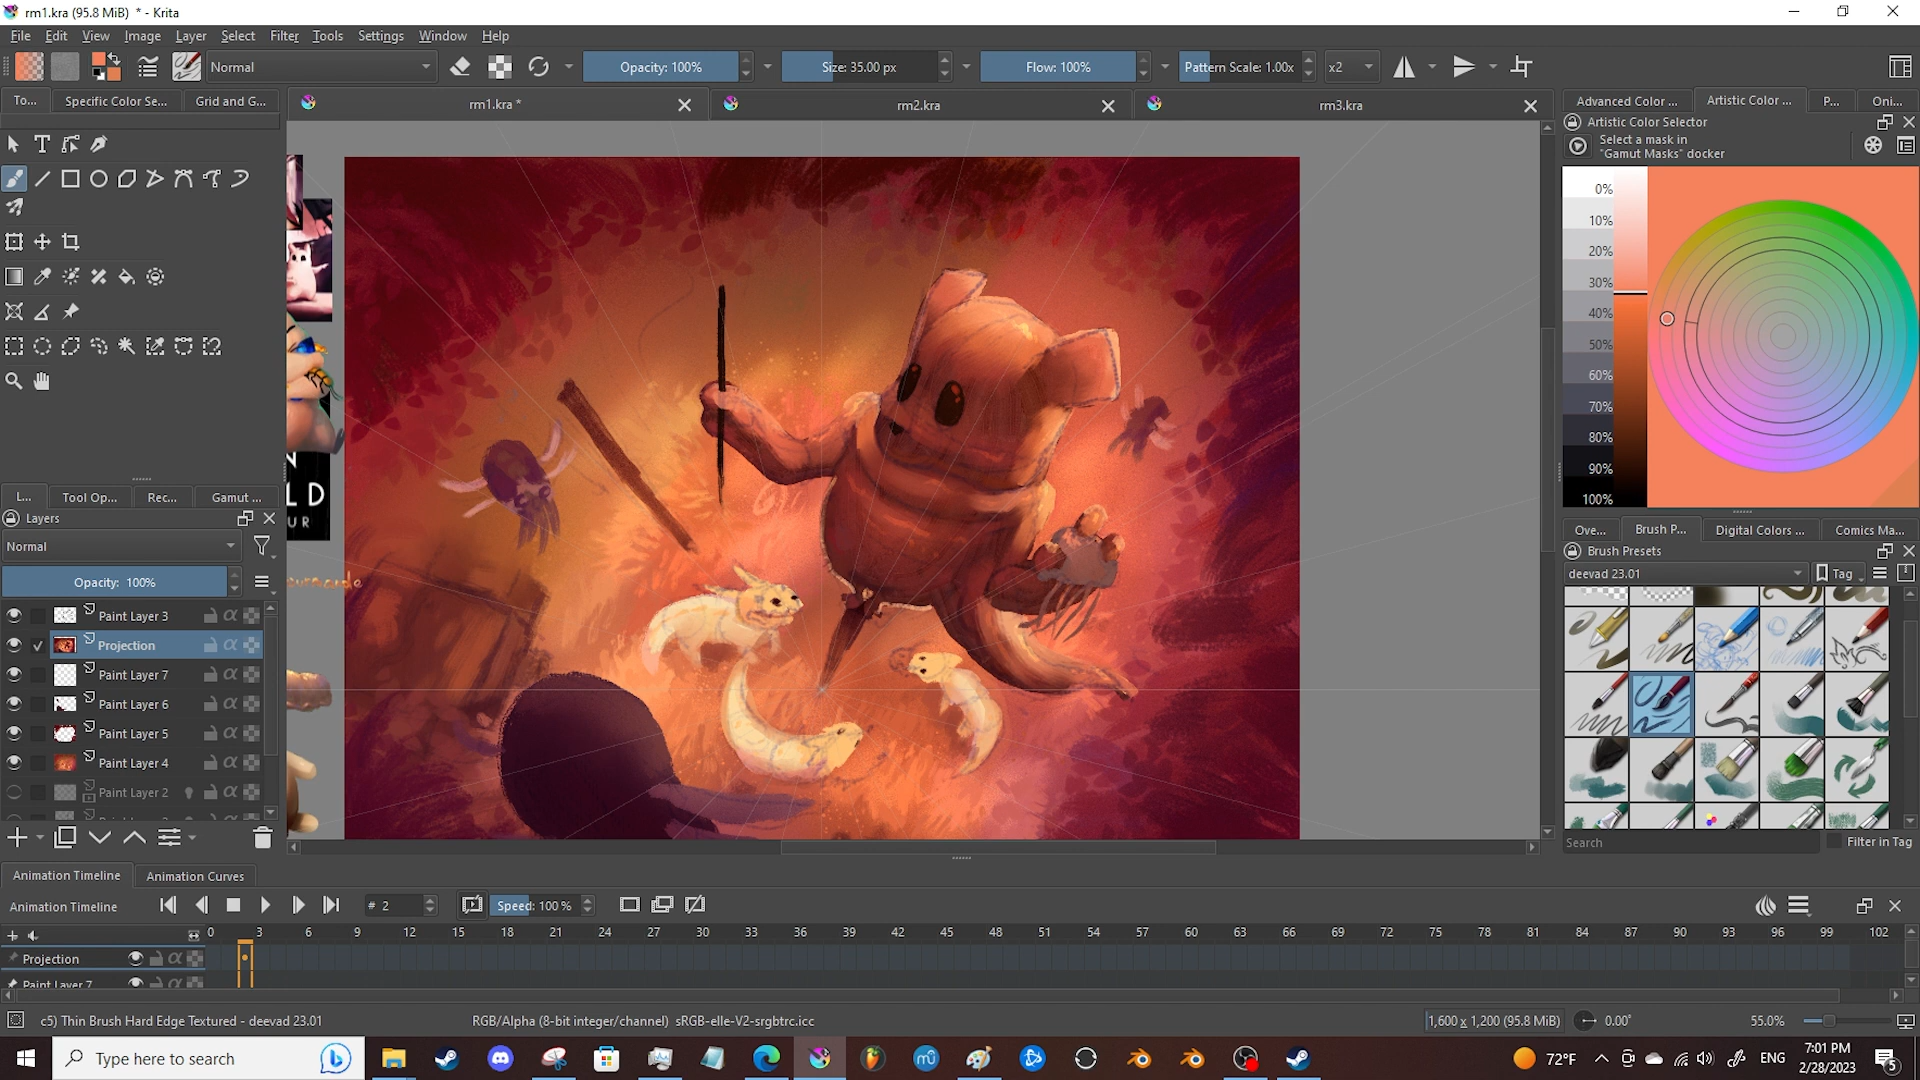 rm1.kra (95.8 MiB) * - Krita
File Edit View Image Layer Select Filter Tools Settings Window Help
Normal
Opacity: 100%
Size: 35.00 px
Flow: 100%
Pattern Scale: 1.00x
x2
To...
Specific Color Se...
Grid and G...
rm1.kra *
rm2.kra
rm3.kra
Advanced Color ...
Artistic Color ...
P...
Oni...
Artistic Color Selector
Select a mask in
"Gamut Masks" docker
0%
10%
20%
30%
40%
50%
60%
70%
80%
90%
100%
N
LD
UR
L...
Tool Op...
Rec...
Gamut ...
Layers
Normal
Opacity: 100%
Paint Layer 3
Projection
Paint Layer 7
Paint Layer 6
Paint Layer 5
Paint Layer 4
Paint Layer 2
Ove...
Brush P...
Digital Colors ...
Comics Ma...
Brush Presets
deevad 23.01
Tag
Search
Filter in Tag
Animation Timeline
Animation Curves
Animation Timeline
# 2
Speed: 100 %
0 3 6 9 12 15 18 21 24 27 30 33 36 39 42 45 48 51 54 57 60 63 66 69 72 75 78 81 84 87 90 93 96 99 102
Projection
Paint Layer 7
c5) Thin Brush Hard Edge Textured - deevad 23.01
RGB/Alpha (8-bit integer/channel) sRGB-elle-V2-srgbtrc.icc
1,600 x 1,200 (95.8 MiB)
0.00°
55.0%
Type here to search
72°F
ENG
7:01 PM
2/28/2023
5